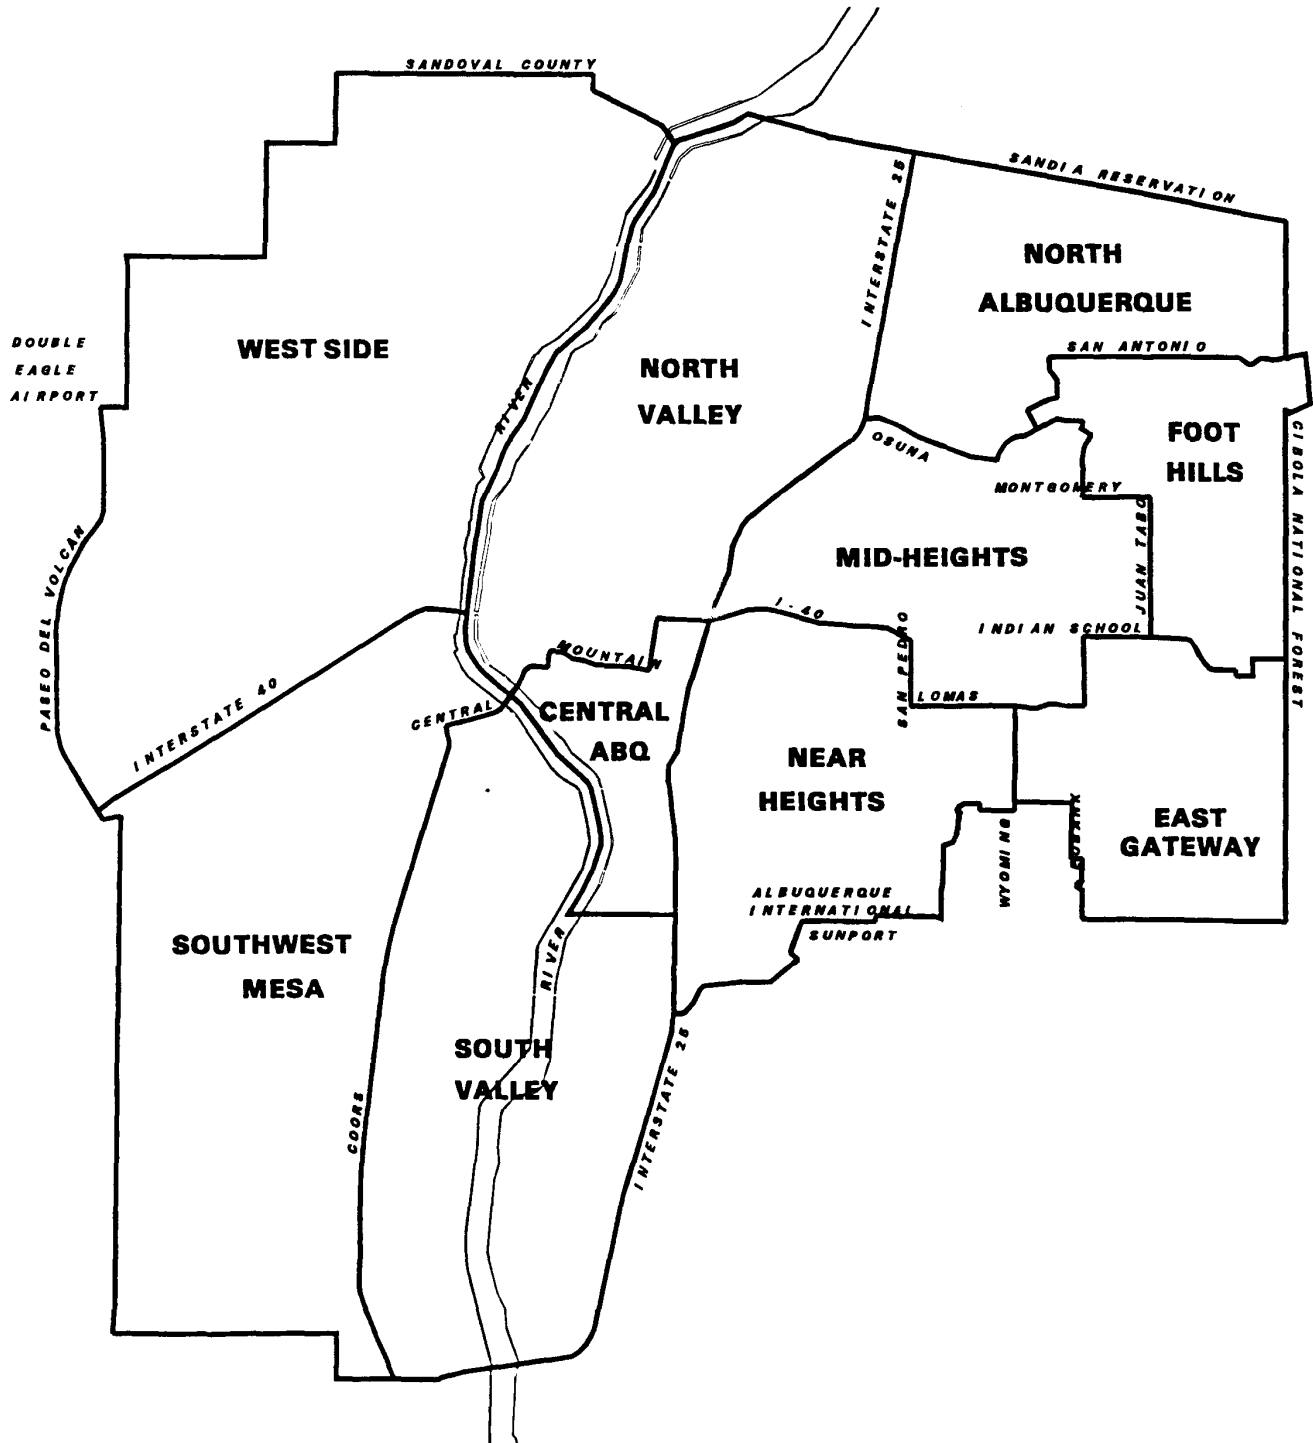 SANDOVAL COUNTY
SANDIA RESERVATION
INTERSTATE 25
NORTH
ALBUQUERQUE
DOUBLE
EAGLE
AIRPORT
WEST SIDE
NORTH
VALLEY
SAN ANTONIO
RIVER
OSUNA
FOOT
HILLS
CIBOLA NATIONAL FOREST
MONTGOMERY
JUAN TABO
PASEO DEL VOLCAN
MID-HEIGHTS
I-40
SAN PEDRO
INDIAN SCHOOL
MOUNTAIN
INTERSTATE 40
CENTRAL
LOMAS
CENTRAL
ABQ
NEAR
HEIGHTS
WYOMING
EUBANK
EAST
GATEWAY
ALBUQUERQUE
INTERNATIONAL
SUNPORT
SOUTHWEST
MESA
RIVER
SOUTH
VALLEY
COORS
INTERSTATE 25